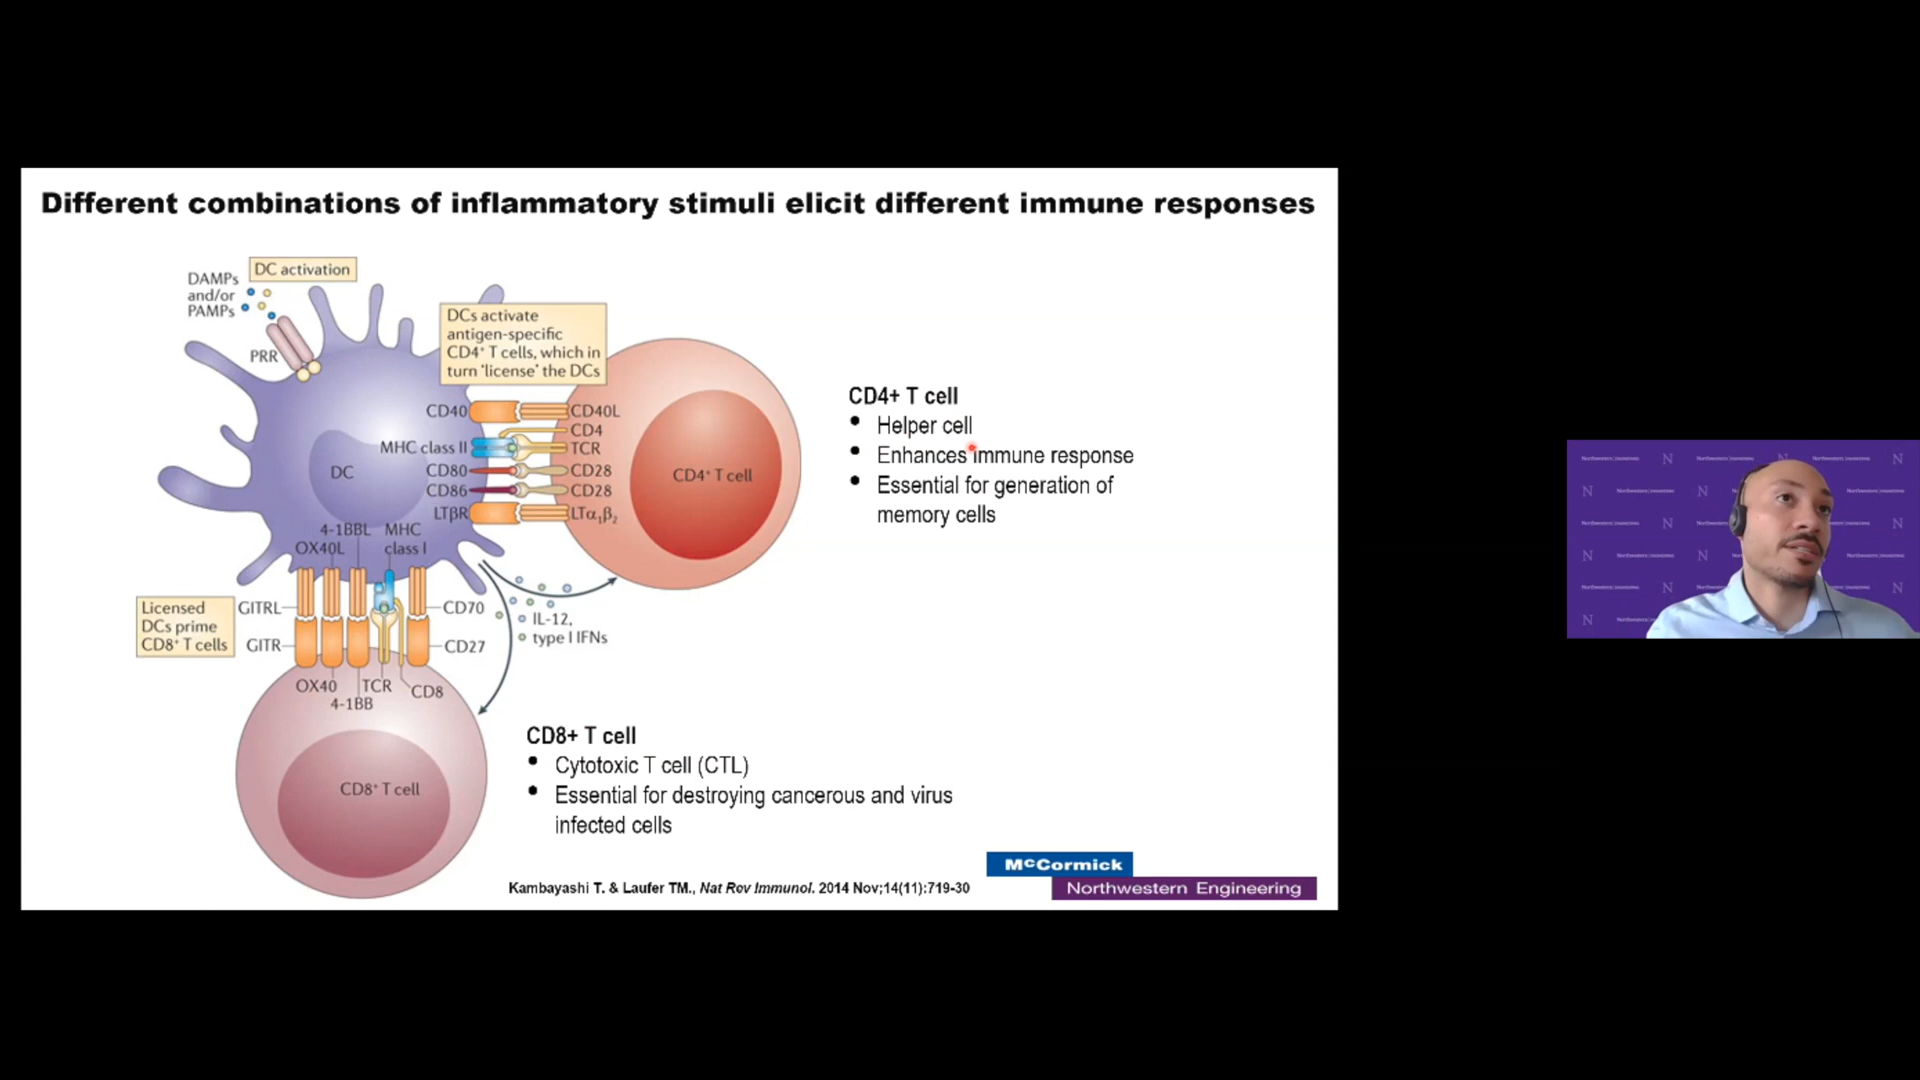 Different combinations of inflammatory stimuli elicit different immune responses
DC activation
DAMPs
and/or
PAMPs
PRR
DCs activate
antigen-specific
CD4⁺ T cells, which in
turn ‘license’ the DCs
CD40
CD40L
CD4
MHC class II
TCR
CD80
CD28
CD86
CD28
LTβR
LTα₁β₂
DC
CD4⁺ T cell
4-1BBL
MHC
class I
OX40L
Licensed
DCs prime
CD8⁺ T cells
GITRL
GITR
CD70
CD27
IL-12,
type I IFNs
OX40
TCR
CD8
4-1BB
CD8⁺ T cell
CD4+ T cell
• Helper cell
• Enhances immune response
• Essential for generation of
memory cells
CD8+ T cell
• Cytotoxic T cell (CTL)
• Essential for destroying cancerous and virus
infected cells
Kambayashi T. & Laufer TM., Nat Rev Immunol. 2014 Nov;14(11):719-30
McCormick
Northwestern Engineering